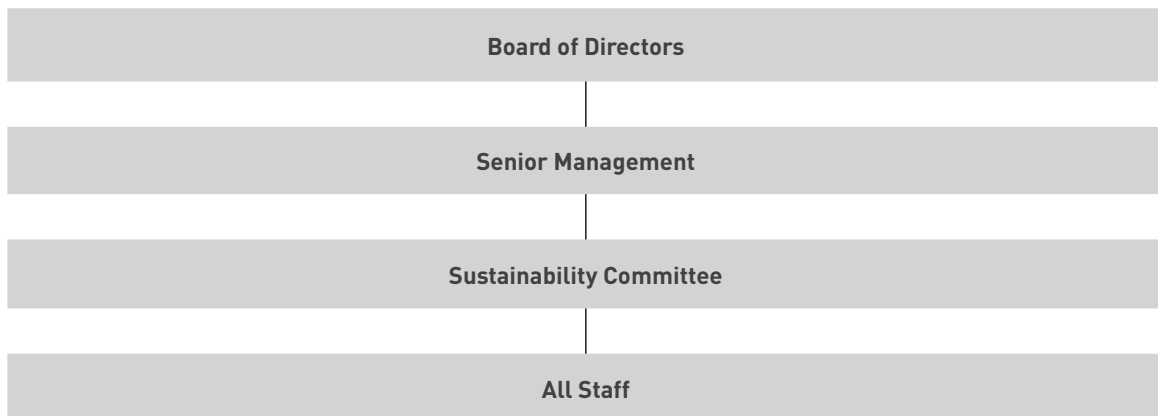 Board of Directors
Senior Management
Sustainability Committee
All Staff